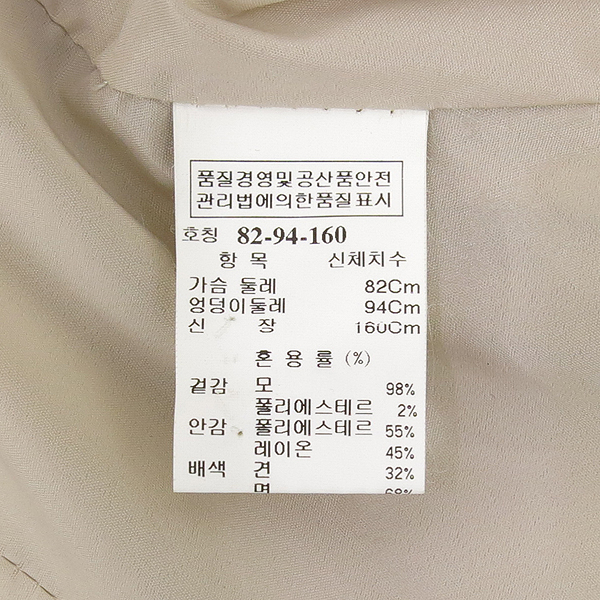 품질경영및공산품안전
관리법에의한품질표시
호칭 82-94-160
항 목 신체치수
가슴 둘레 82Cm
엉덩이둘레 94Cm
신 장 160Cm
혼용률(%)
겉감 모 98%
폴리에스테르 2%
안감 폴리에스테르 55%
레이온 45%
배색 견 32%
면 68%